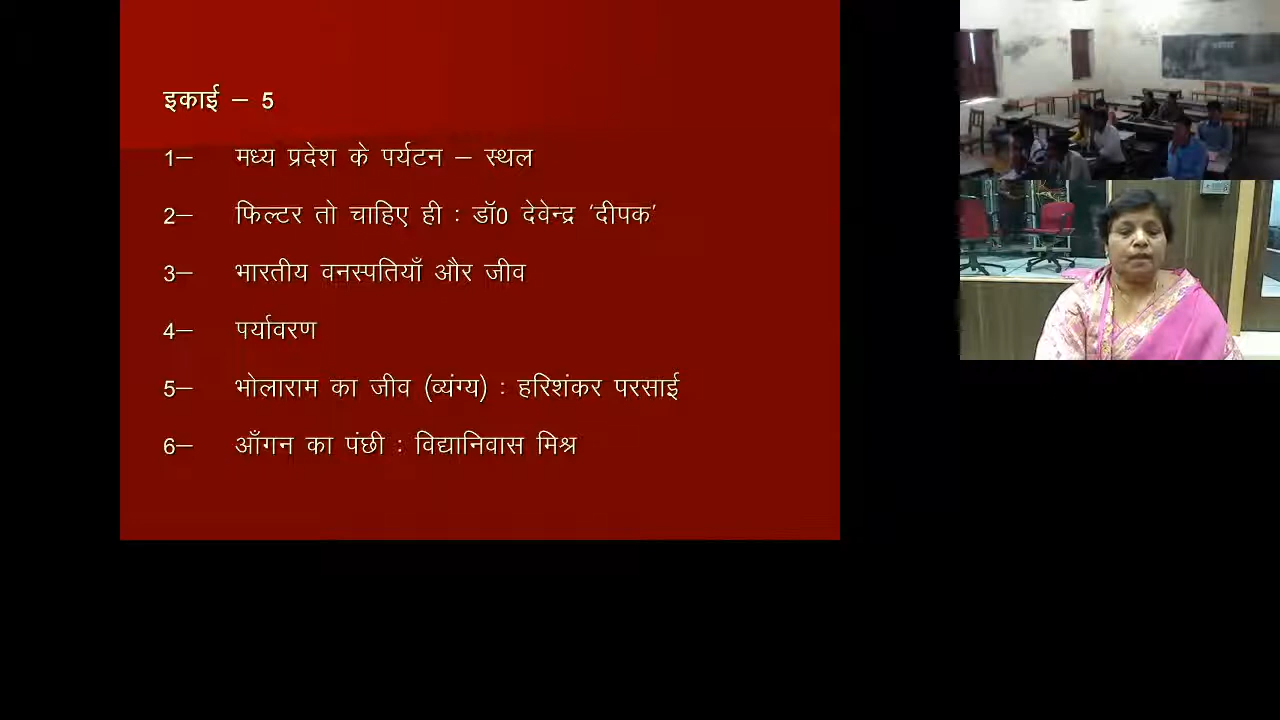 इकाई – 5
1– मध्य प्रदेश के पर्यटन – स्थल
2– फिल्टर तो चाहिए ही : डॉ0 देवेन्द्र 'दीपक'
3– भारतीय वनस्पतियाँ और जीव
4– पर्यावरण
5– भोलाराम का जीव (व्यंग्य) : हरिशंकर परसाई
6– आँगन का पंछी : विद्यानिवास मिश्र